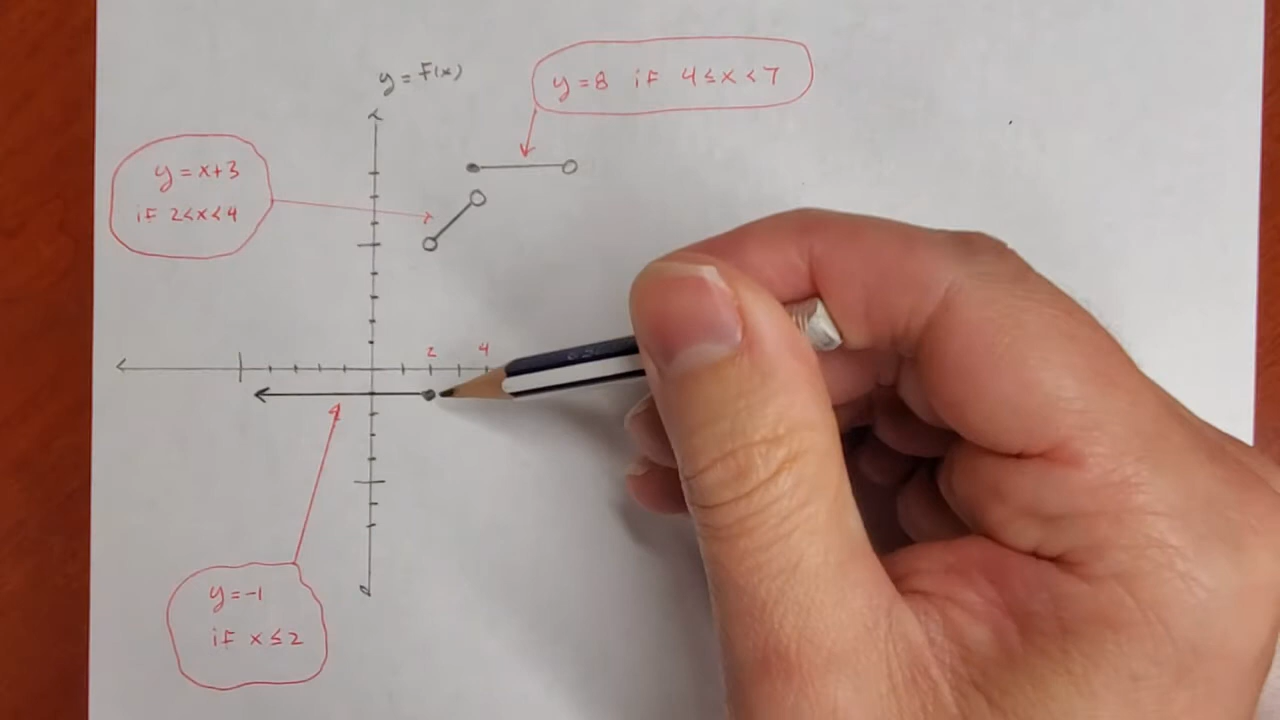 y = F(x)
y = 8 if 4 ≤ x < 7
y = x+3
if 2<x<4
2 4
y = -1
if x ≤ 2